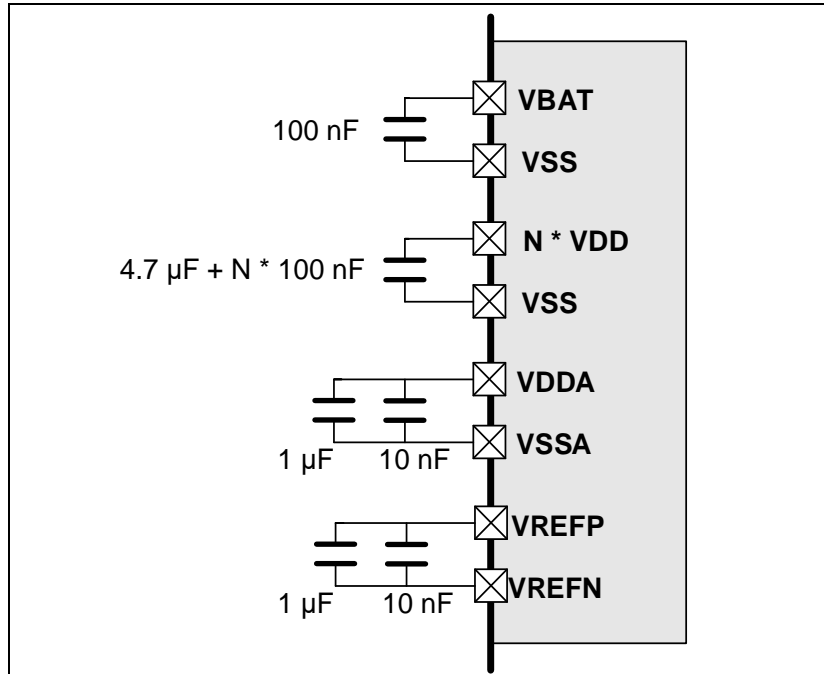 VBAT
100 nF
VSS
N * VDD
4.7 µF + N * 100 nF
VSS
VDDA
VSSA
1 µF
10 nF
VREFP
VREFN
1 µF
10 nF